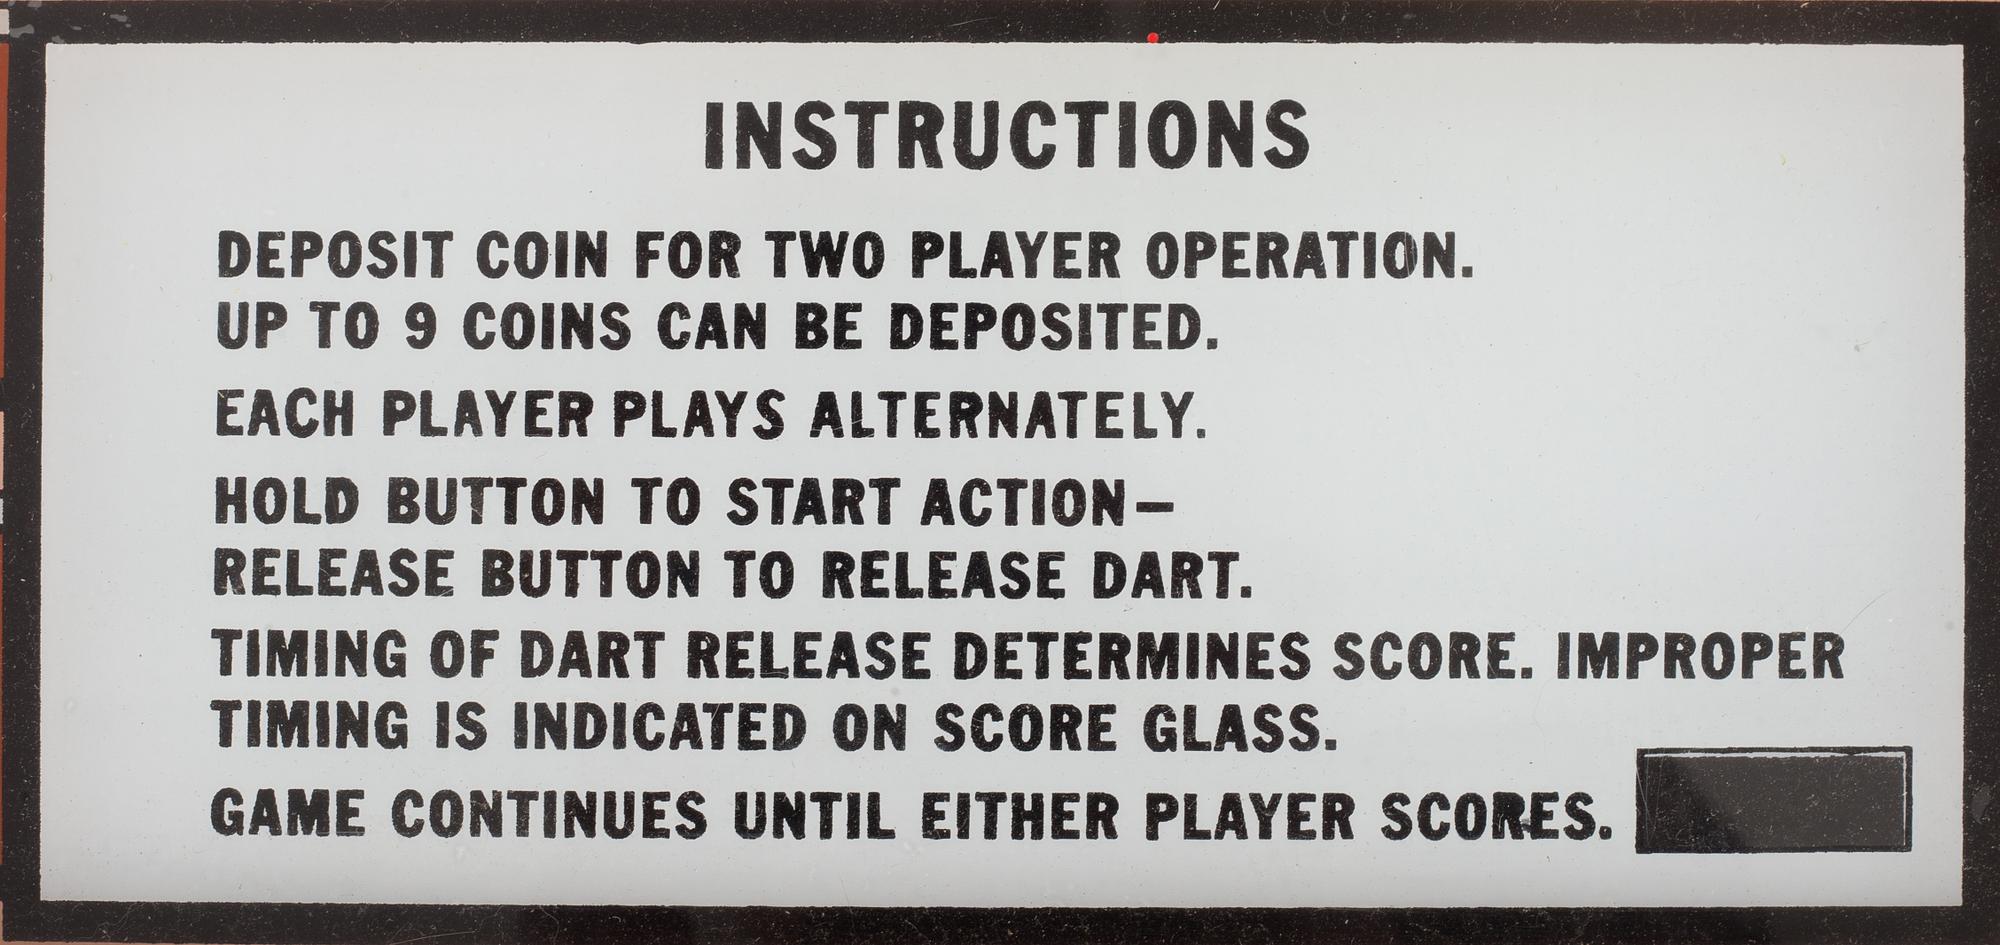 INSTRUCTIONS
DEPOSIT COIN FOR TWO PLAYER OPERATION.
UP TO 9 COINS CAN BE DEPOSITED.
EACH PLAYER PLAYS ALTERNATELY.
HOLD BUTTON TO START ACTION—
RELEASE BUTTON TO RELEASE DART.
TIMING OF DART RELEASE DETERMINES SCORE. IMPROPER
TIMING IS INDICATED ON SCORE GLASS.
GAME CONTINUES UNTIL EITHER PLAYER SCORES.